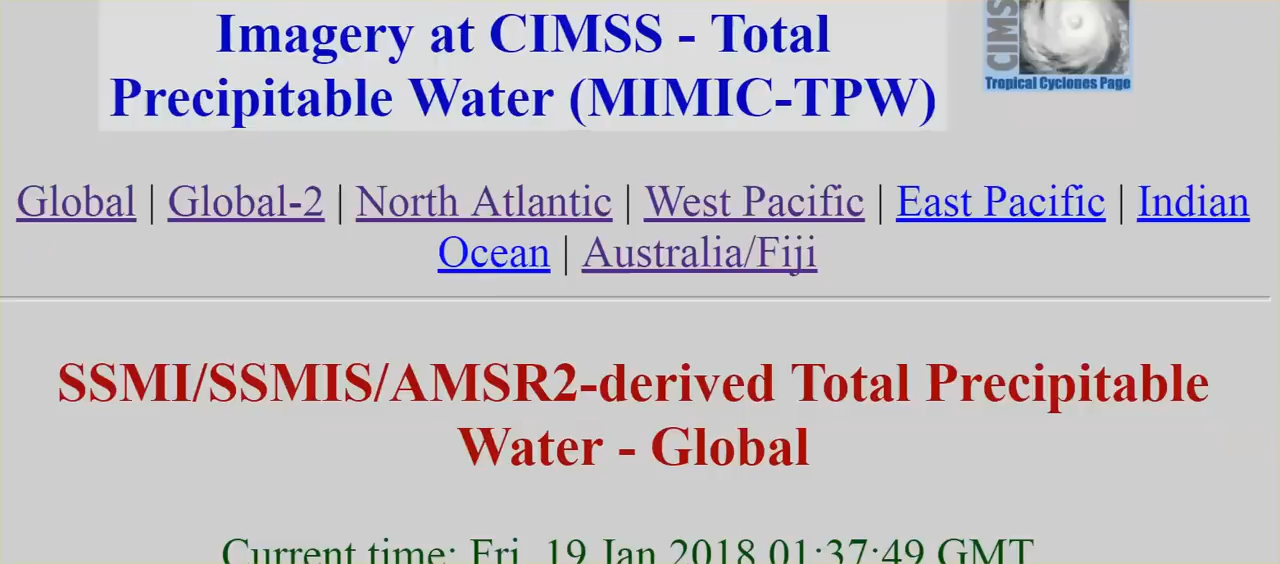 Imagery at CIMSS - Total
Precipitable Water (MIMIC-TPW)
CIMS
Tropical Cyclones Page
Global | Global-2 | North Atlantic | West Pacific | East Pacific | Indian
Ocean | Australia/Fiji
SSMI/SSMIS/AMSR2-derived Total Precipitable
Water - Global
Current time: Fri, 19 Jan 2018 01:37:49 GMT